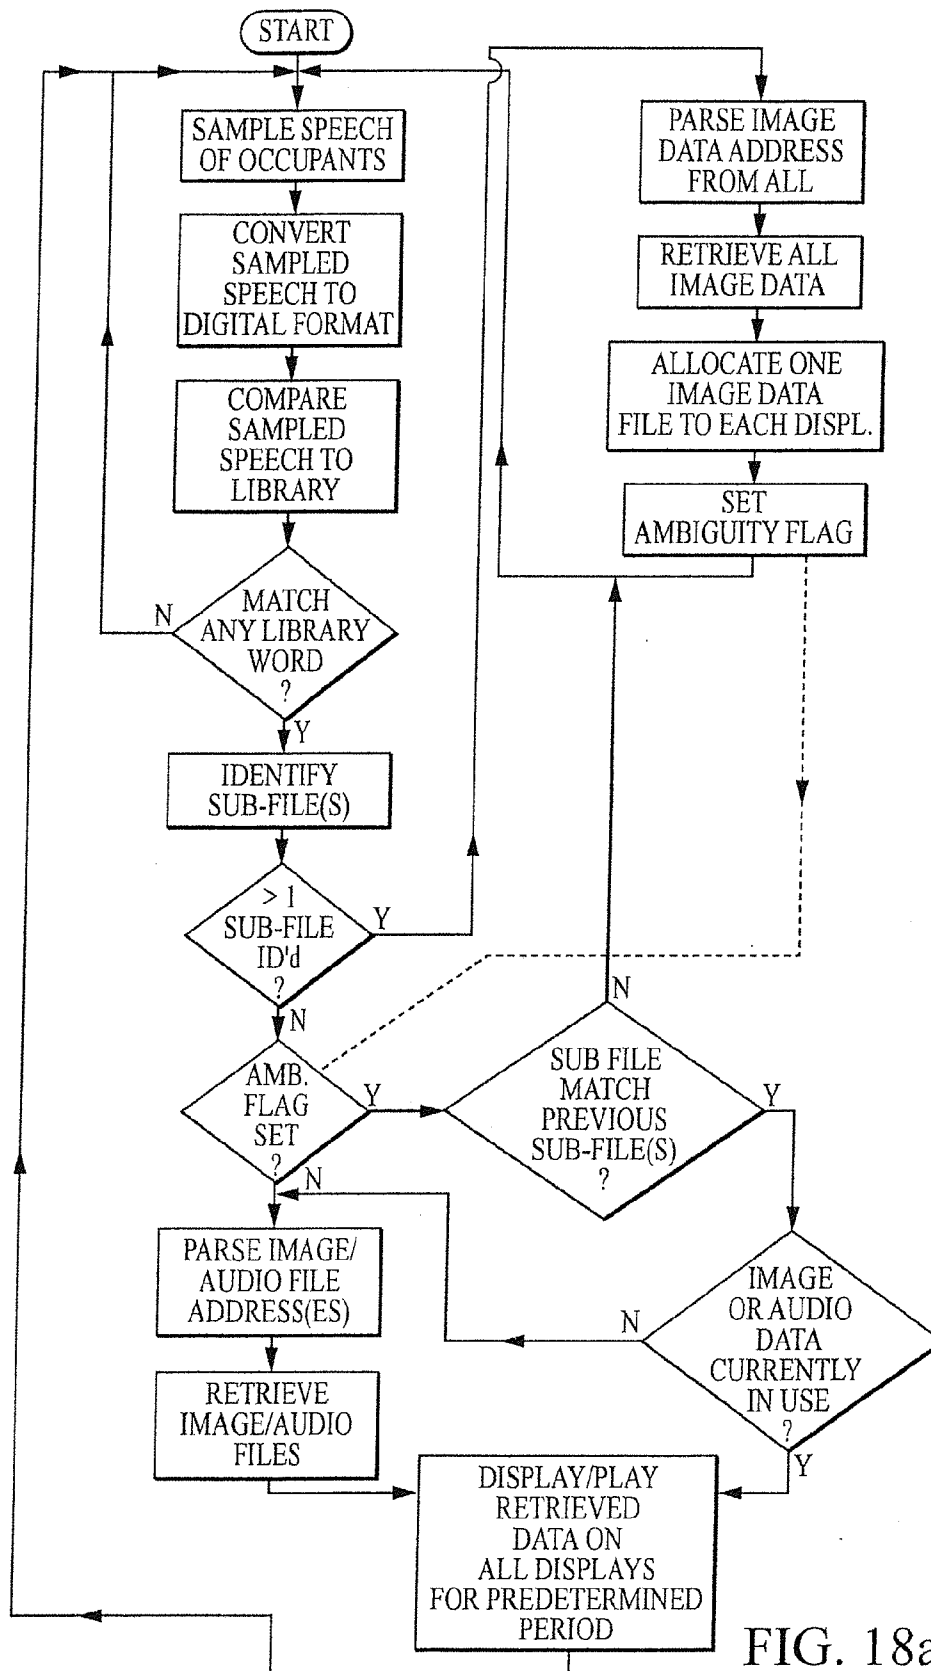 START
SAMPLE SPEECH
OF OCCUPANTS
CONVERT
SAMPLED
SPEECH TO
DIGITAL FORMAT
COMPARE
SAMPLED
SPEECH TO
LIBRARY
MATCH
ANY LIBRARY
WORD
?
N
Y
IDENTIFY
SUB-FILE(S)
> 1
SUB-FILE
ID'd
?
Y
N
AMB.
FLAG
SET
?
Y
N
PARSE IMAGE/
AUDIO FILE
ADDRESS(ES)
RETRIEVE
IMAGE/AUDIO
FILES
PARSE IMAGE
DATA ADDRESS
FROM ALL
RETRIEVE ALL
IMAGE DATA
ALLOCATE ONE
IMAGE DATA
FILE TO EACH DISPL.
SET
AMBIGUITY FLAG
N
SUB FILE
MATCH
PREVIOUS
SUB-FILE(S)
?
Y
IMAGE
OR AUDIO
DATA
CURRENTLY
IN USE
?
N
Y
DISPLAY/PLAY
RETRIEVED
DATA ON
ALL DISPLAYS
FOR PREDETERMINED
PERIOD
FIG. 18a